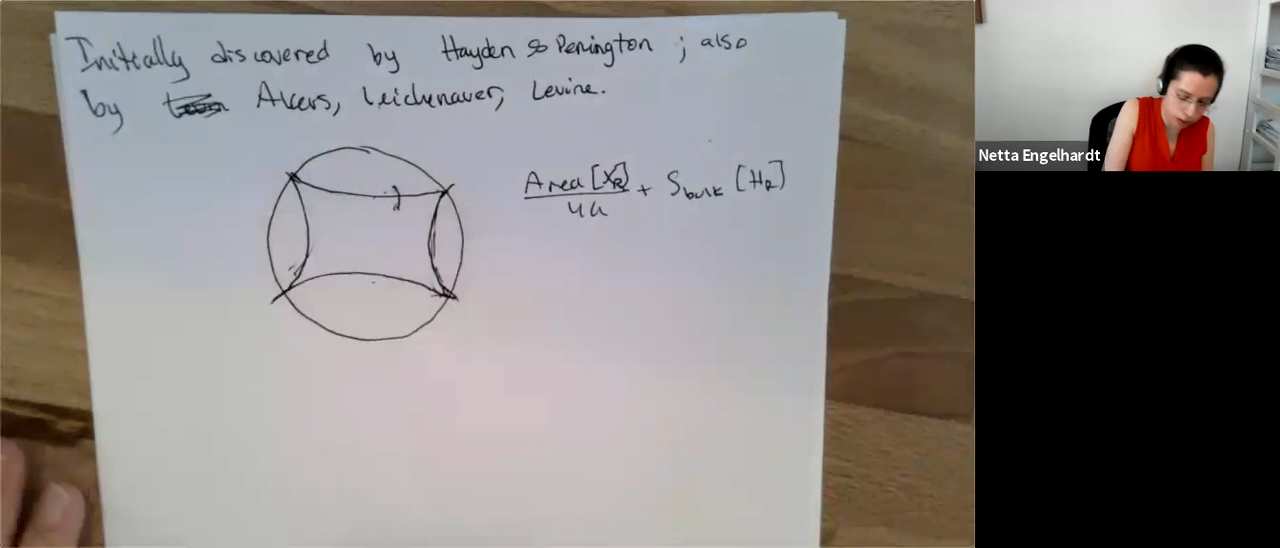 Initially discovered by Hayden & Penington ; also
by Akers, Leichenauer, Levine.
Area [X_R] / 4G + S_bulk [H_R]
Netta Engelhardt